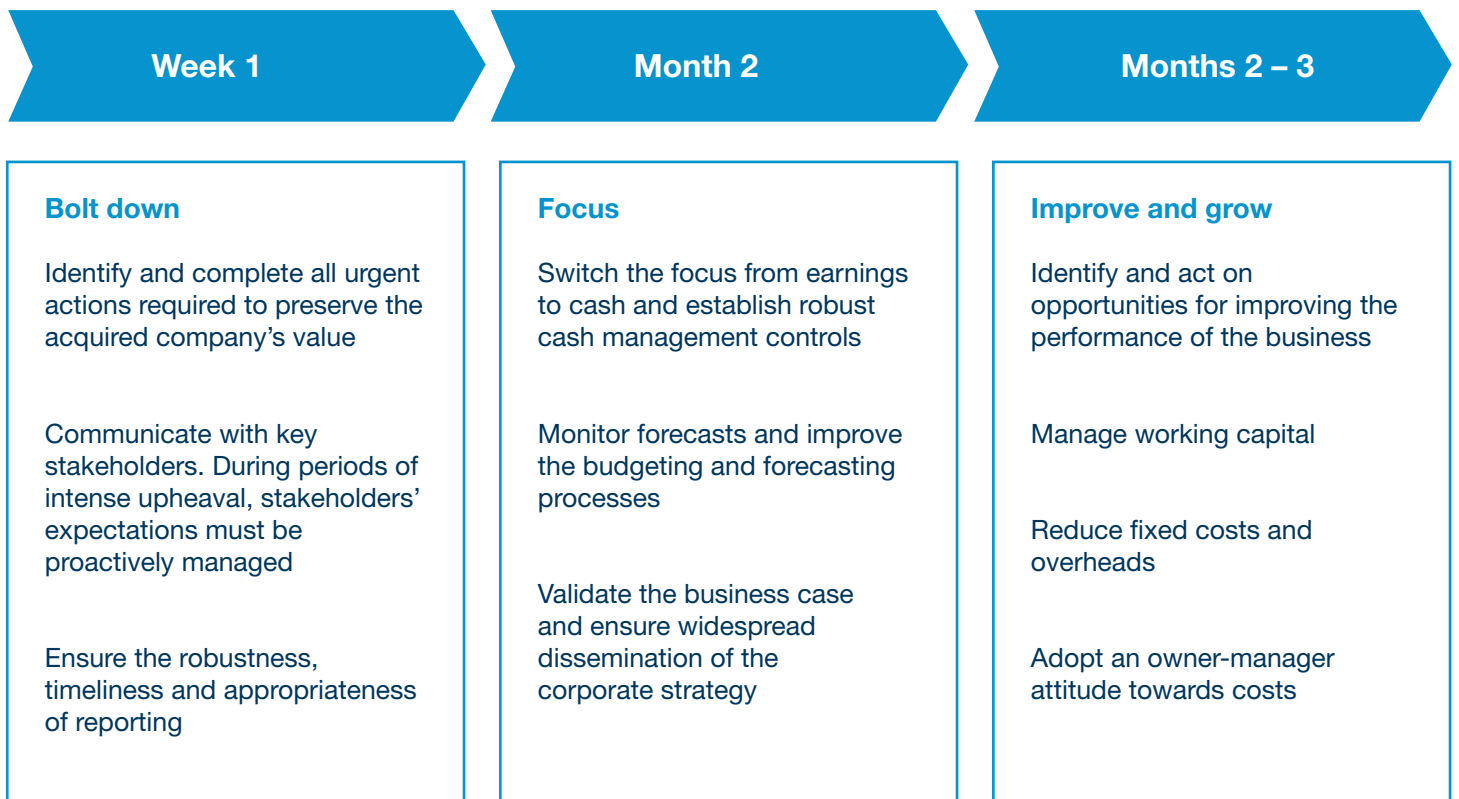 Week 1
Month 2
Months 2 – 3
Bolt down
Identify and complete all urgent
actions required to preserve the
acquired company’s value
Communicate with key
stakeholders. During periods of
intense upheaval, stakeholders’
expectations must be
proactively managed
Ensure the robustness,
timeliness and appropriateness
of reporting
Focus
Switch the focus from earnings
to cash and establish robust
cash management controls
Monitor forecasts and improve
the budgeting and forecasting
processes
Validate the business case
and ensure widespread
dissemination of the
corporate strategy
Improve and grow
Identify and act on
opportunities for improving the
performance of the business
Manage working capital
Reduce fixed costs and
overheads
Adopt an owner-manager
attitude towards costs